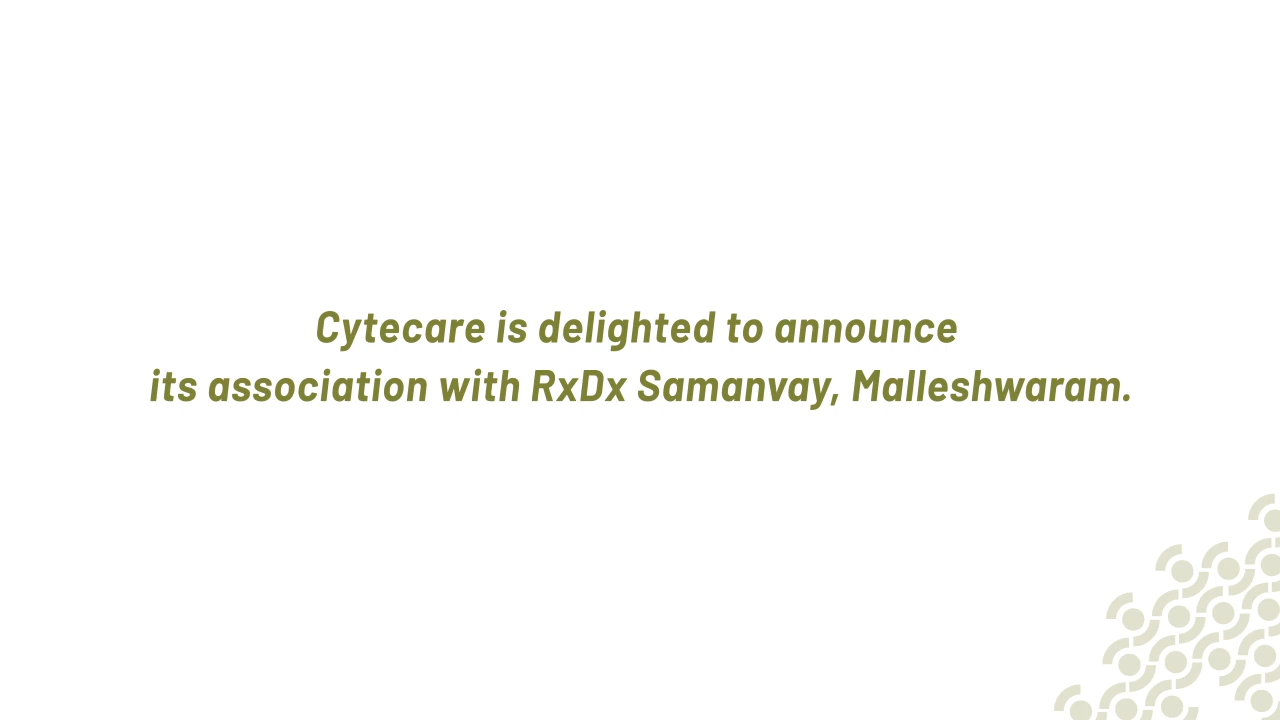 Cytecare is delighted to announce
its association with RxDx Samanvay, Malleshwaram.